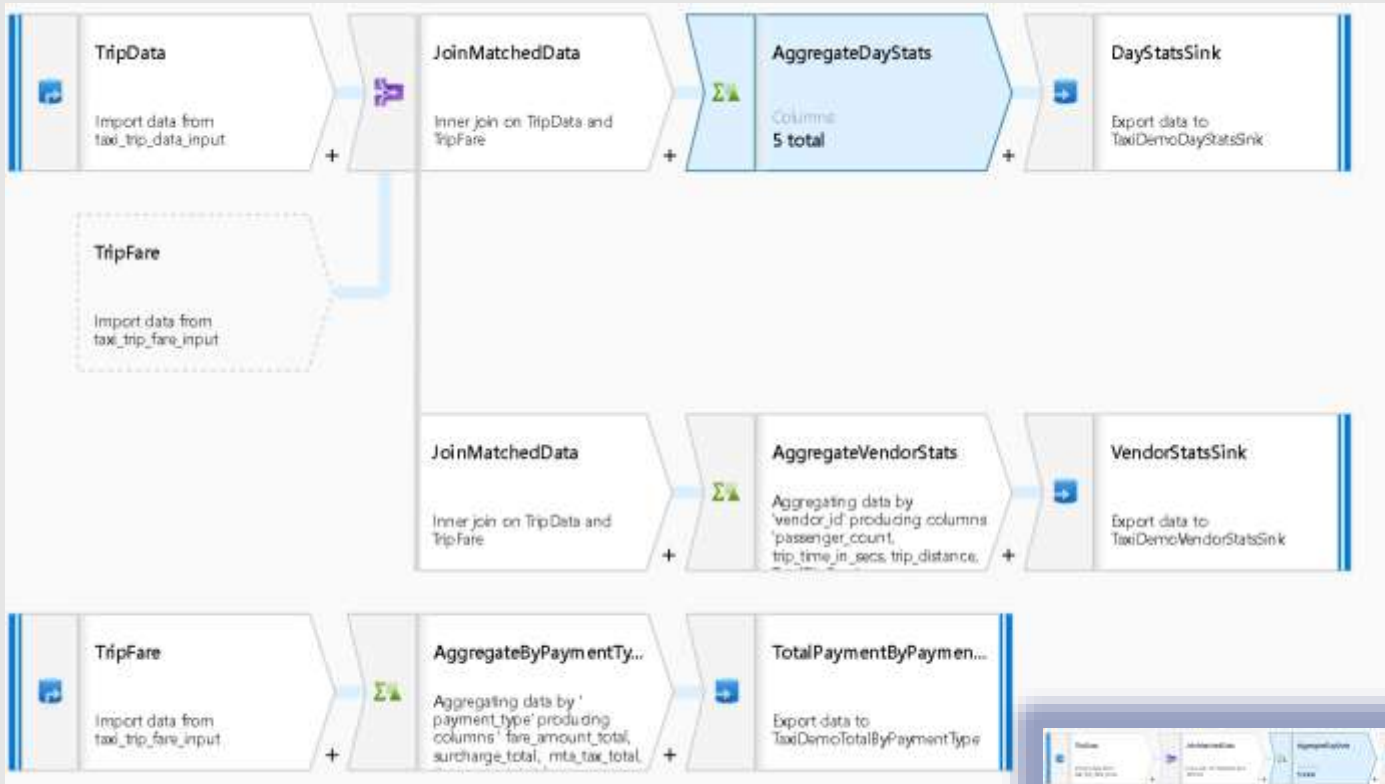 TripData
Import data from
taxi_trip_data_input
+
JoinMatchedData
Inner join on TripData and
TripFare
+
AggregateDayStats
Columns
5 total
+
DayStatsSink
Export data to
TaxiDemoDayStatsSink
TripFare
Import data from
taxi_trip_fare_input
JoinMatchedData
Inner join on TripData and
TripFare
+
AggregateVendorStats
Aggregating data by
'vendor_id' producing columns
'passenger_count,
trip_time_in_secs, trip_distance,
+
VendorStatsSink
Export data to
TaxiDemoVendorStatsSink
TripFare
Import data from
taxi_trip_fare_input
+
AggregateByPaymentTy...
Aggregating data by '
payment_type' producing
columns ' fare_amount_total,
surcharge_total, mta_tax_total,
+
TotalPaymentByPaymen...
Export data to
TaxiDemoTotalByPaymentType